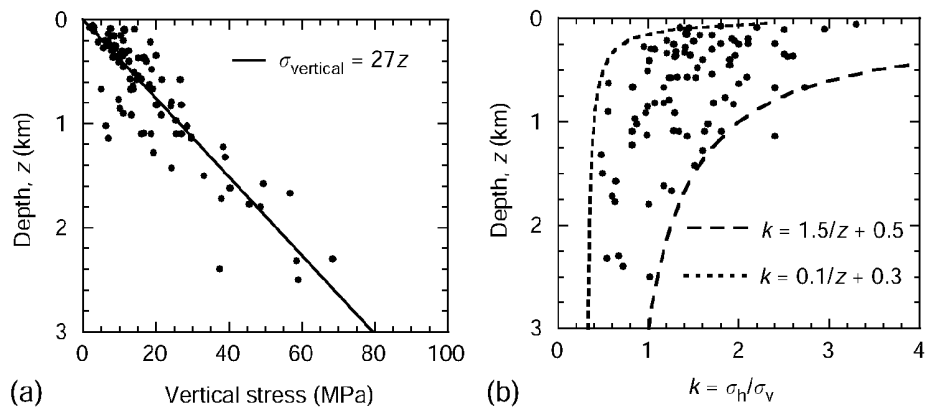 0
1
2
3
Depth, z (km)
σvertical = 27z
0 20 40 60 80 100
Vertical stress (MPa)
(a)
0
1
2
3
Depth, z (km)
k = 1.5/z + 0.5
k = 0.1/z + 0.3
0 1 2 3 4
k = σh/σv
(b)